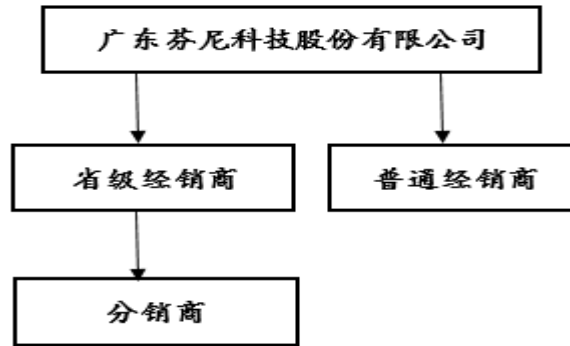 广东芬尼科技股份有限公司
省级经销商
普通经销商
分销商